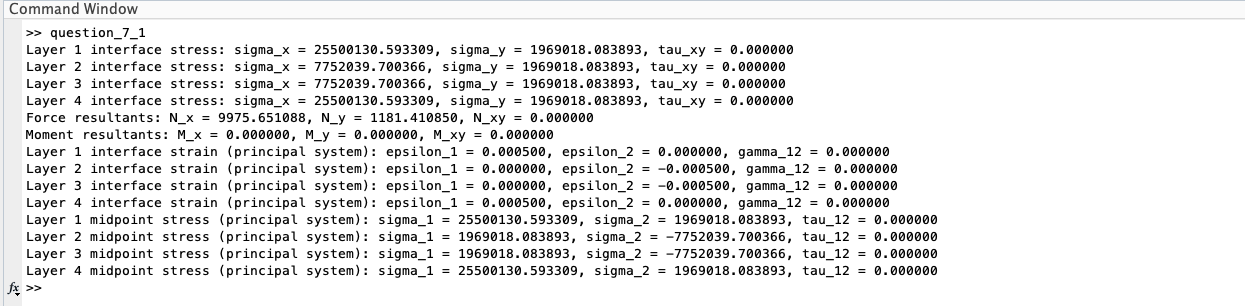 Command Window
>> question_7_1
Layer 1 interface stress: sigma_x = 25500130.593309, sigma_y = 1969018.083893, tau_xy = 0.000000
Layer 2 interface stress: sigma_x = 7752039.700366, sigma_y = 1969018.083893, tau_xy = 0.000000
Layer 3 interface stress: sigma_x = 7752039.700366, sigma_y = 1969018.083893, tau_xy = 0.000000
Layer 4 interface stress: sigma_x = 25500130.593309, sigma_y = 1969018.083893, tau_xy = 0.000000
Force resultants: N_x = 9975.651088, N_y = 1181.410850, N_xy = 0.000000
Moment resultants: M_x = 0.000000, M_y = 0.000000, M_xy = 0.000000
Layer 1 interface strain (principal system): epsilon_1 = 0.000500, epsilon_2 = 0.000000, gamma_12 = 0.000000
Layer 2 interface strain (principal system): epsilon_1 = 0.000000, epsilon_2 = -0.000500, gamma_12 = 0.000000
Layer 3 interface strain (principal system): epsilon_1 = 0.000000, epsilon_2 = -0.000500, gamma_12 = 0.000000
Layer 4 interface strain (principal system): epsilon_1 = 0.000500, epsilon_2 = 0.000000, gamma_12 = 0.000000
Layer 1 midpoint stress (principal system): sigma_1 = 25500130.593309, sigma_2 = 1969018.083893, tau_12 = 0.000000
Layer 2 midpoint stress (principal system): sigma_1 = 1969018.083893, sigma_2 = -7752039.700366, tau_12 = 0.000000
Layer 3 midpoint stress (principal system): sigma_1 = 1969018.083893, sigma_2 = -7752039.700366, tau_12 = 0.000000
Layer 4 midpoint stress (principal system): sigma_1 = 25500130.593309, sigma_2 = 1969018.083893, tau_12 = 0.000000
fx >>